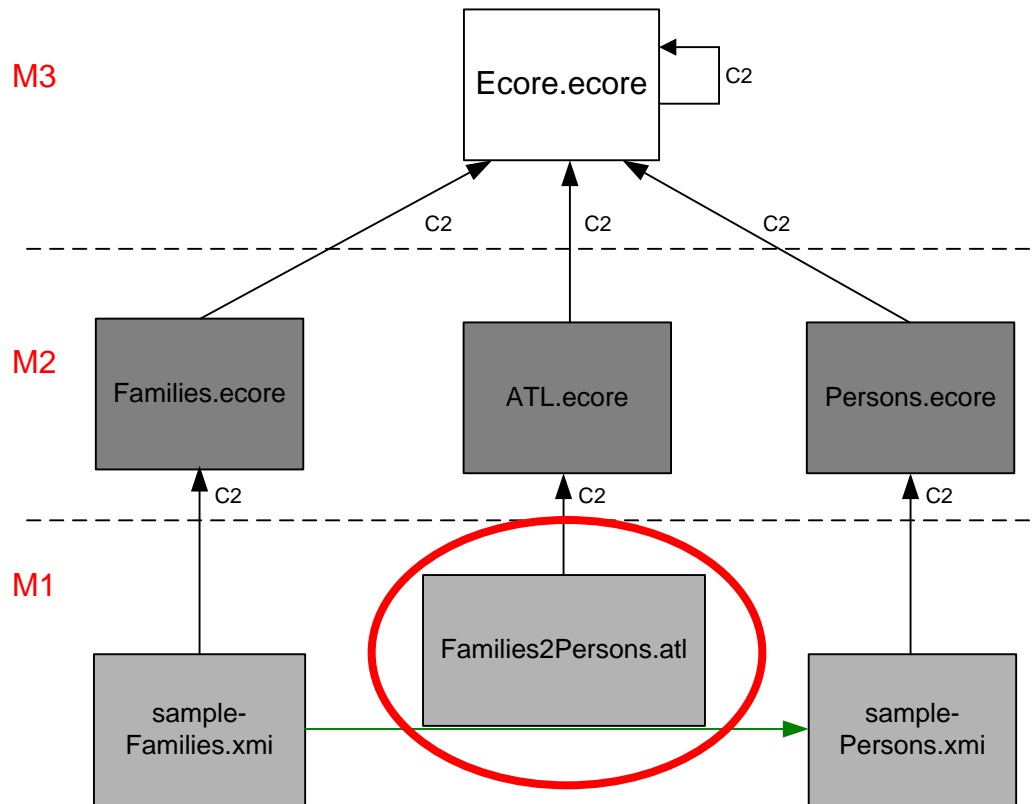 M3
Ecore.ecore
C2
C2
C2
C2
M2
Families.ecore
ATL.ecore
Persons.ecore
C2
C2
C2
M1
Families2Persons.atl
sample-
Families.xmi
sample-
Persons.xmi